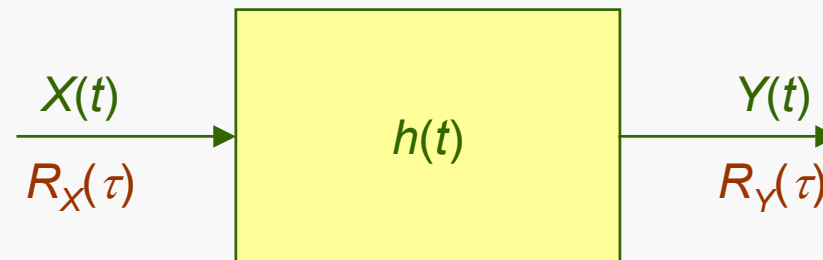 X(t)
R_X(τ)
h(t)
Y(t)
R_Y(τ)